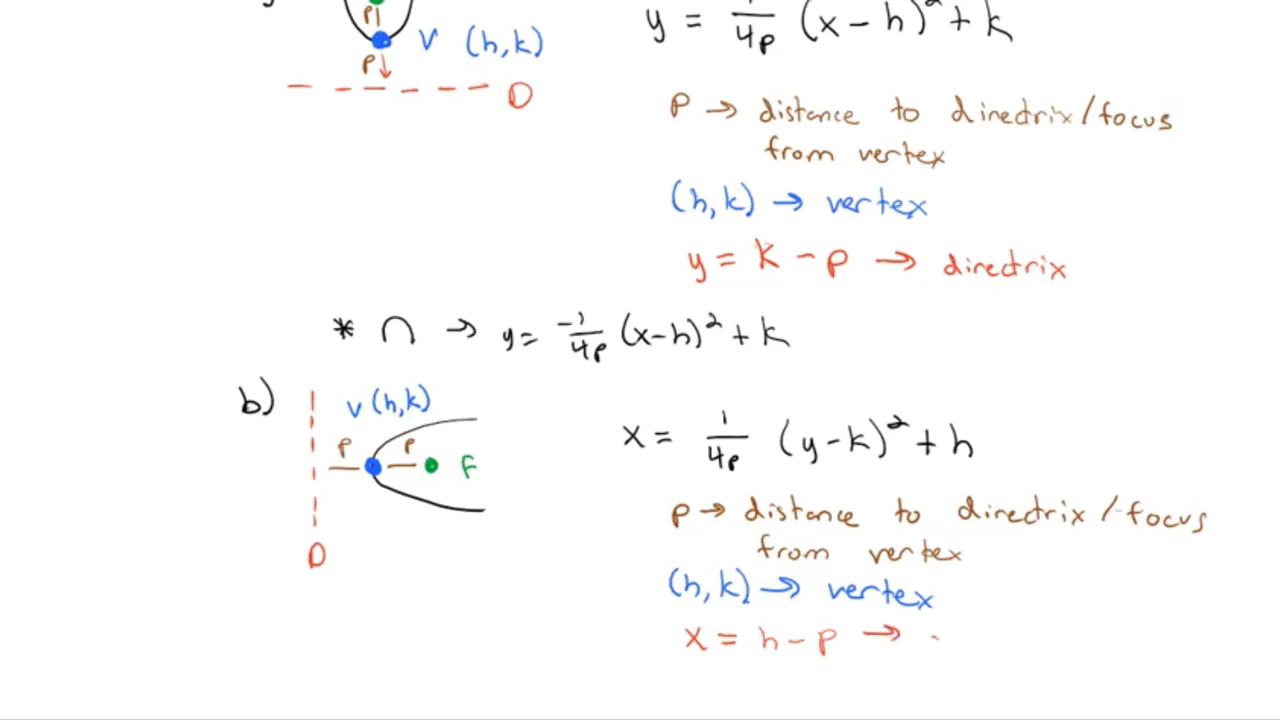 P
y = 1/4p (x-h)² + k
V (h,k)
P↓
D
P → distance to directrix/focus
from vertex
(h,k) → vertex
y = k - p → directrix
* ∩ → y = -1/4p (x-h)² + k
b)
V (h,k)
x = 1/4p (y-k)² + h
P P F
P → distance to directrix/focus
from vertex
D
(h,k) → vertex
x = h - p →